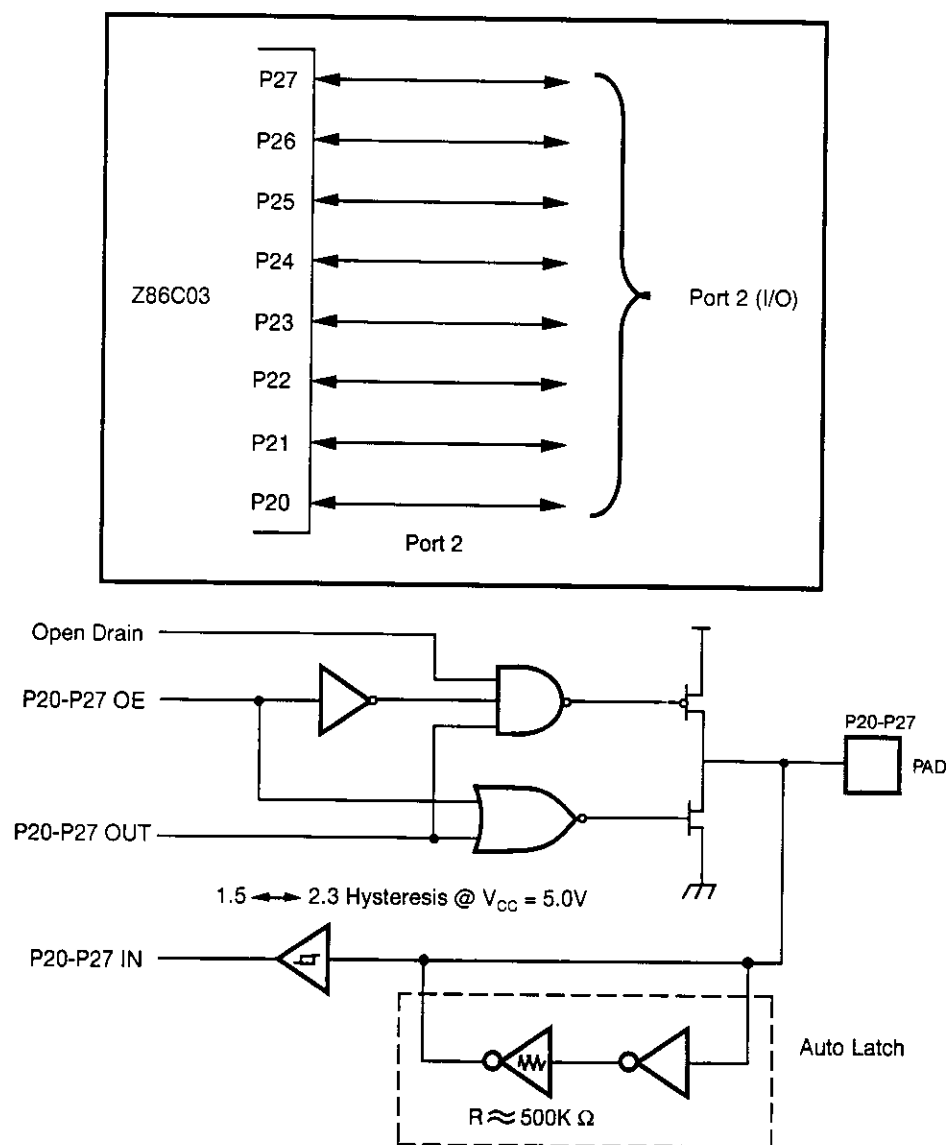 P27
P26
P25
P24
Z86C03
Port 2 (I/O)
P23
P22
P21
P20
Port 2
Open Drain
P20-P27 OE
P20-P27
PAD
P20-P27 OUT
1.5 ↔ 2.3 Hysteresis @ VCC = 5.0V
P20-P27 IN
Auto Latch
R ≈ 500K Ω